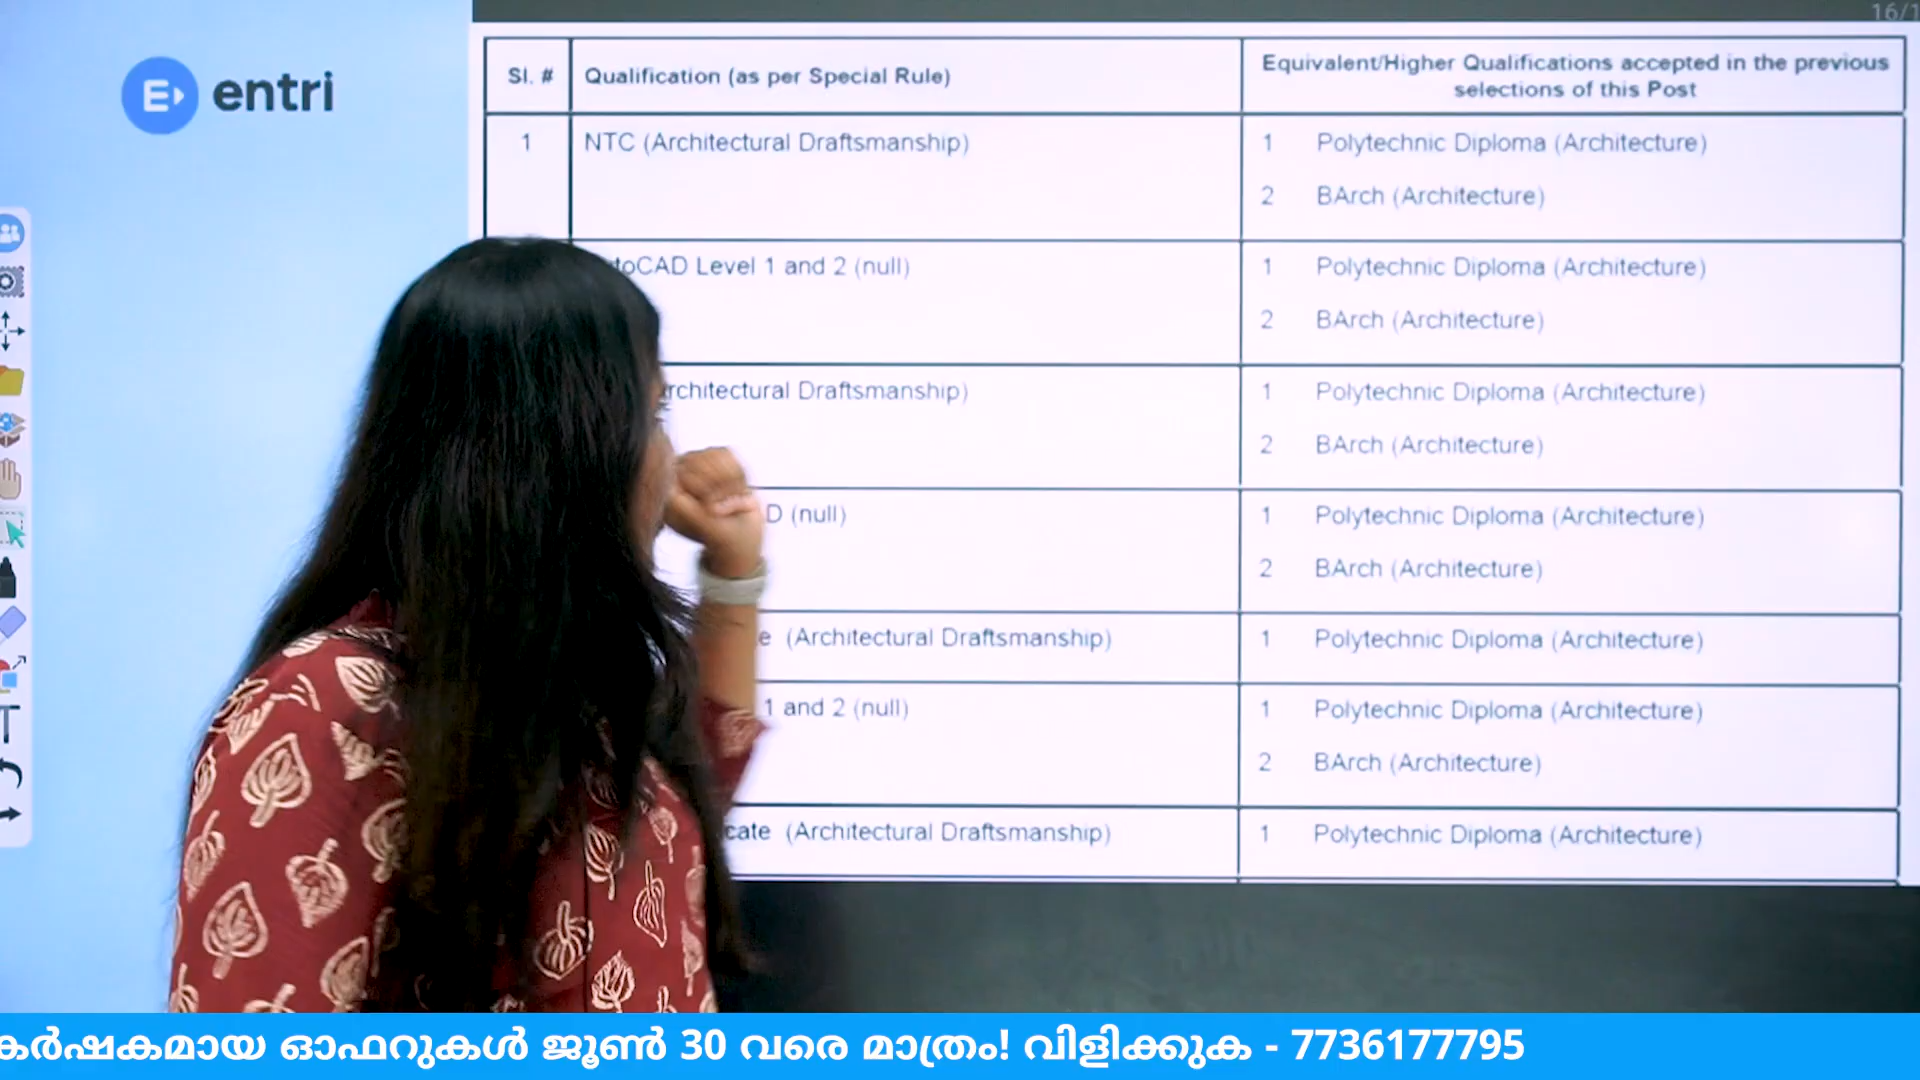 entri
16/1
Sl. # Qualification (as per Special Rule) Equivalent/Higher Qualifications accepted in the previous
selections of this Post
1 NTC (Architectural Draftsmanship) 1 Polytechnic Diploma (Architecture)
2 BArch (Architecture)
toCAD Level 1 and 2 (null) 1 Polytechnic Diploma (Architecture)
2 BArch (Architecture)
rchitectural Draftsmanship) 1 Polytechnic Diploma (Architecture)
2 BArch (Architecture)
D (null) 1 Polytechnic Diploma (Architecture)
2 BArch (Architecture)
e (Architectural Draftsmanship) 1 Polytechnic Diploma (Architecture)
1 and 2 (null) 1 Polytechnic Diploma (Architecture)
2 BArch (Architecture)
cate (Architectural Draftsmanship) 1 Polytechnic Diploma (Architecture)
കർഷകമായ ഓഫറുകൾ ജൂൺ 30 വരെ മാത്രം! വിളിക്കുക - 7736177795